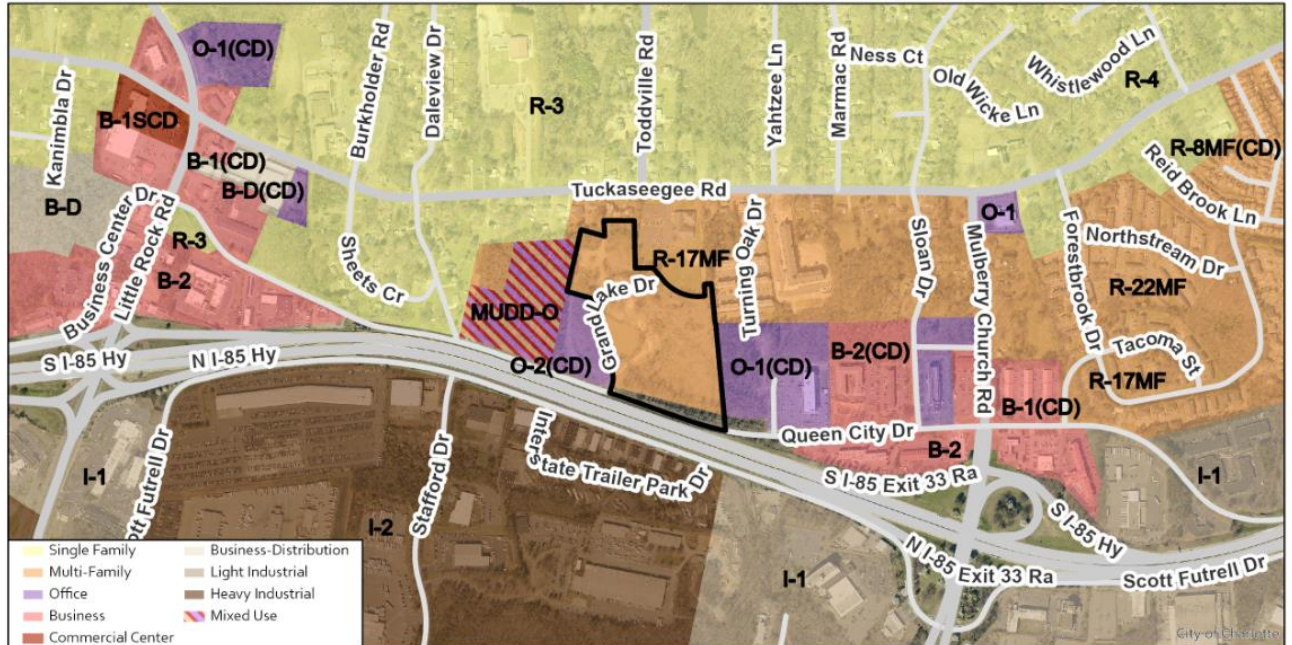 O-1(CD)
Burkholder Rd
Daleview Dr
Toddville Rd
Yahtzee Ln
Marmac Rd
Ness Ct
Old Wicke Ln
Whistlewood Ln
R-4
Kanimbla Dr
B-1SCD
R-3
B-1(CD)
B-D(CD)
R-8MF(CD)
Reid Brook Ln
Tuckaseegee Rd
B-D
Business Center Dr
Little Rock Rd
R-3
B-2
Sheets Cr
MUDD-O
Grand Lake Dr
R-17MF
Turning Oak Dr
Sloan Dr
O-1
Mulberry Church Rd
Forestbrook Dr
Northstream Dr
R-22MF
Tacoma St
R-17MF
S I-85 Hy
N I-85 Hy
O-2(CD)
O-1(CD)
B-2(CD)
B-1(CD)
Queen City Dr
B-2
S I-85 Exit 33 Ra
S I-85 Hy
I-1
Interstate Trailer Park Dr
Stafford Dr
I-1
ott Futrell Dr
I-2
I-1
N I-85 Exit 33 Ra
Scott Futrell Dr
Single Family
Multi-Family
Office
Business
Commercial Center
Business-Distribution
Light Industrial
Heavy Industrial
Mixed Use
City of Charlotte